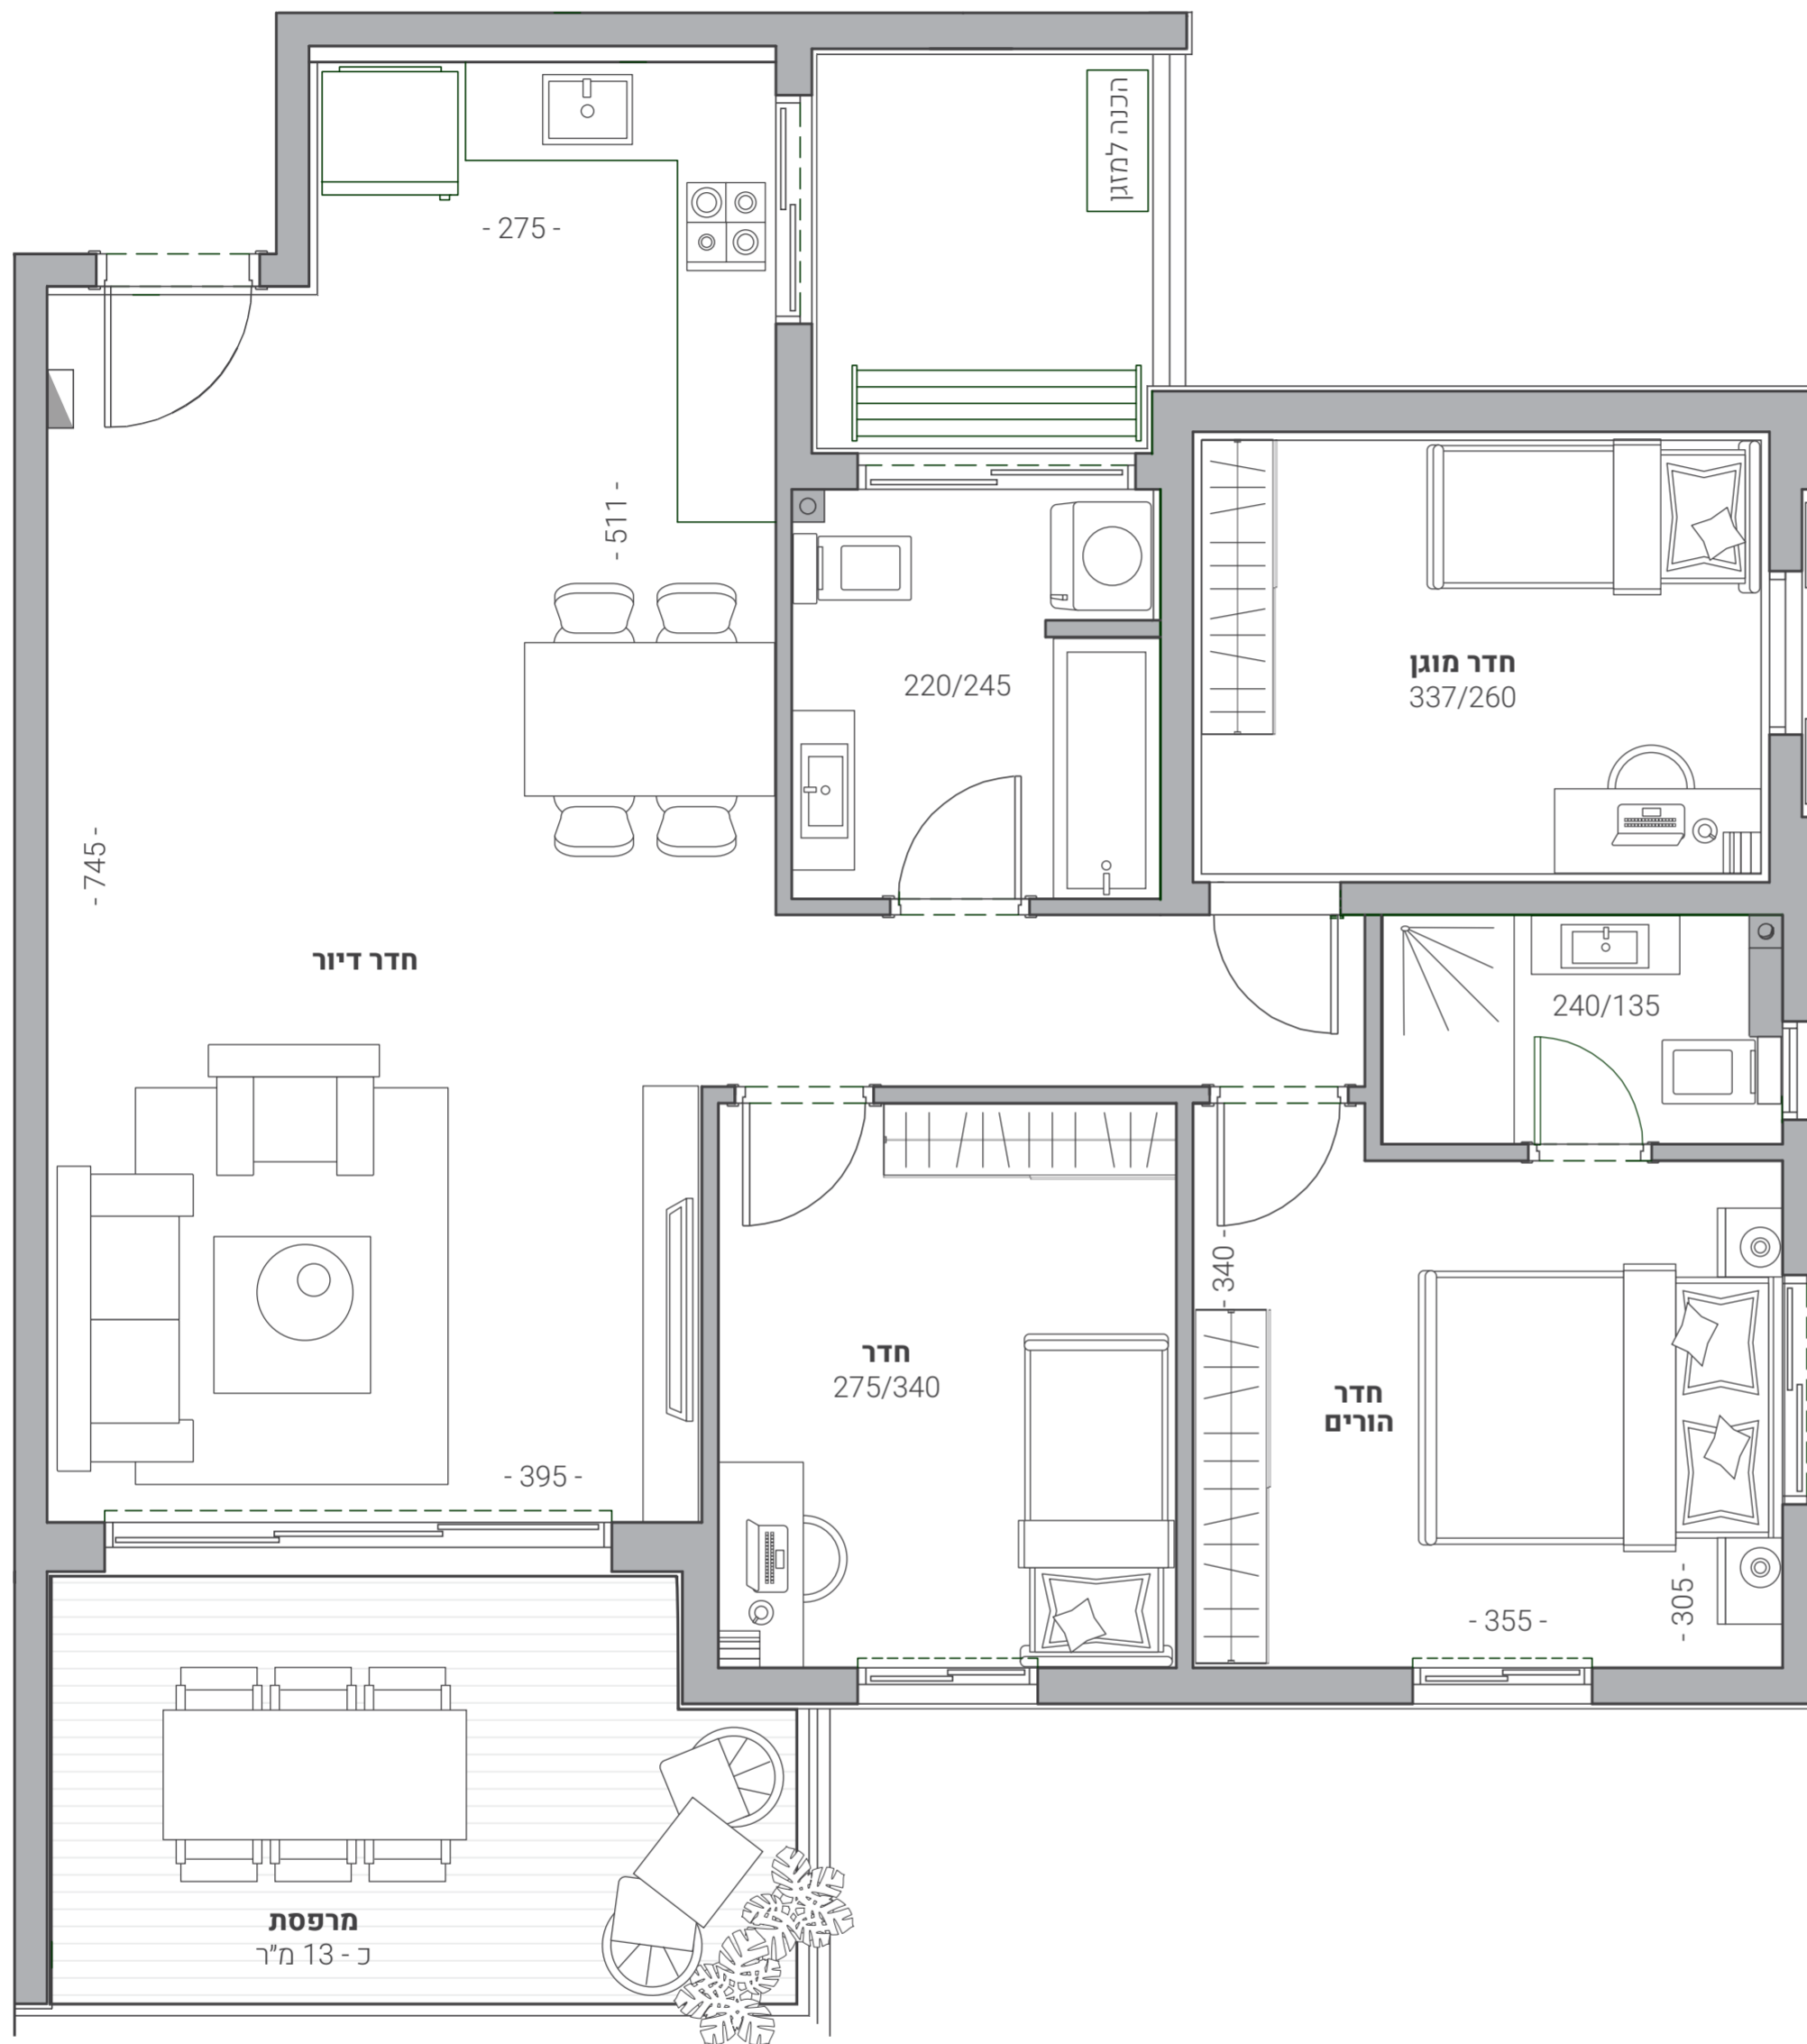 הכנה למזגן
- 275 -
- 511 -
220/245
חדר מוגן
337/260
- 745 -
חדר דיור
240/135
- 340 -
חדר
275/340
חדר
הורים
- 395 -
- 355 -
- 305 -
מרפסת
כ - 13 מ"ר